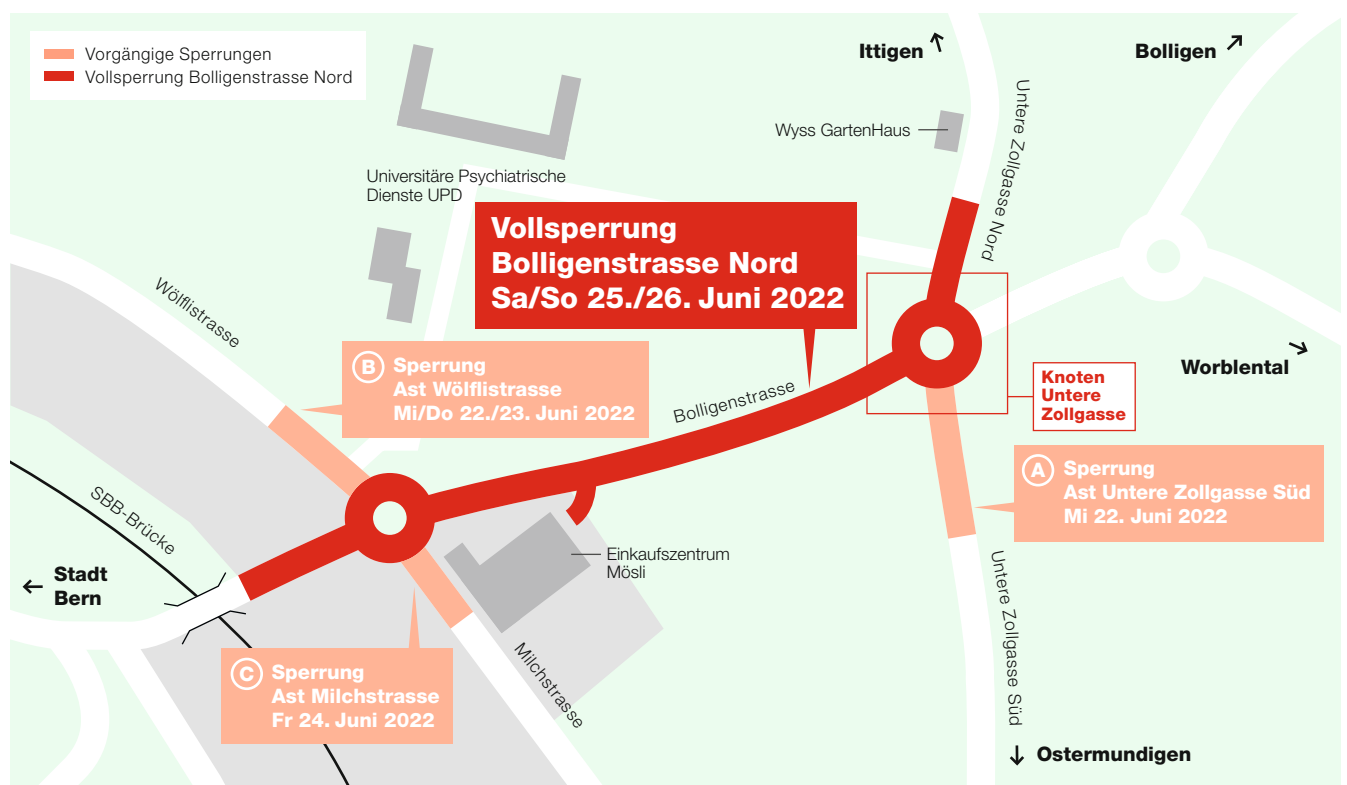 Vorgängige Sperrungen
Vollsperrung Bolligenstrasse Nord
Ittigen
Bolligen
Untere Zollgasse Nord
Wyss GartenHaus
Universitäre Psychiatrische
Dienste UPD
Vollsperrung
Bolligenstrasse Nord
Sa/So 25./26. Juni 2022
Wölflistrasse
B
Sperrung
Ast Wölflistrasse
Mi/Do 22./23. Juni 2022
Bolligenstrasse
Worblental
Knoten
Untere
Zollgasse
A
Sperrung
Ast Untere Zollgasse Süd
Mi 22. Juni 2022
SBB-Brücke
Stadt
Bern
Einkaufszentrum
Mösli
Untere Zollgasse Süd
Milchstrasse
C
Sperrung
Ast Milchstrasse
Fr 24. Juni 2022
Ostermundigen